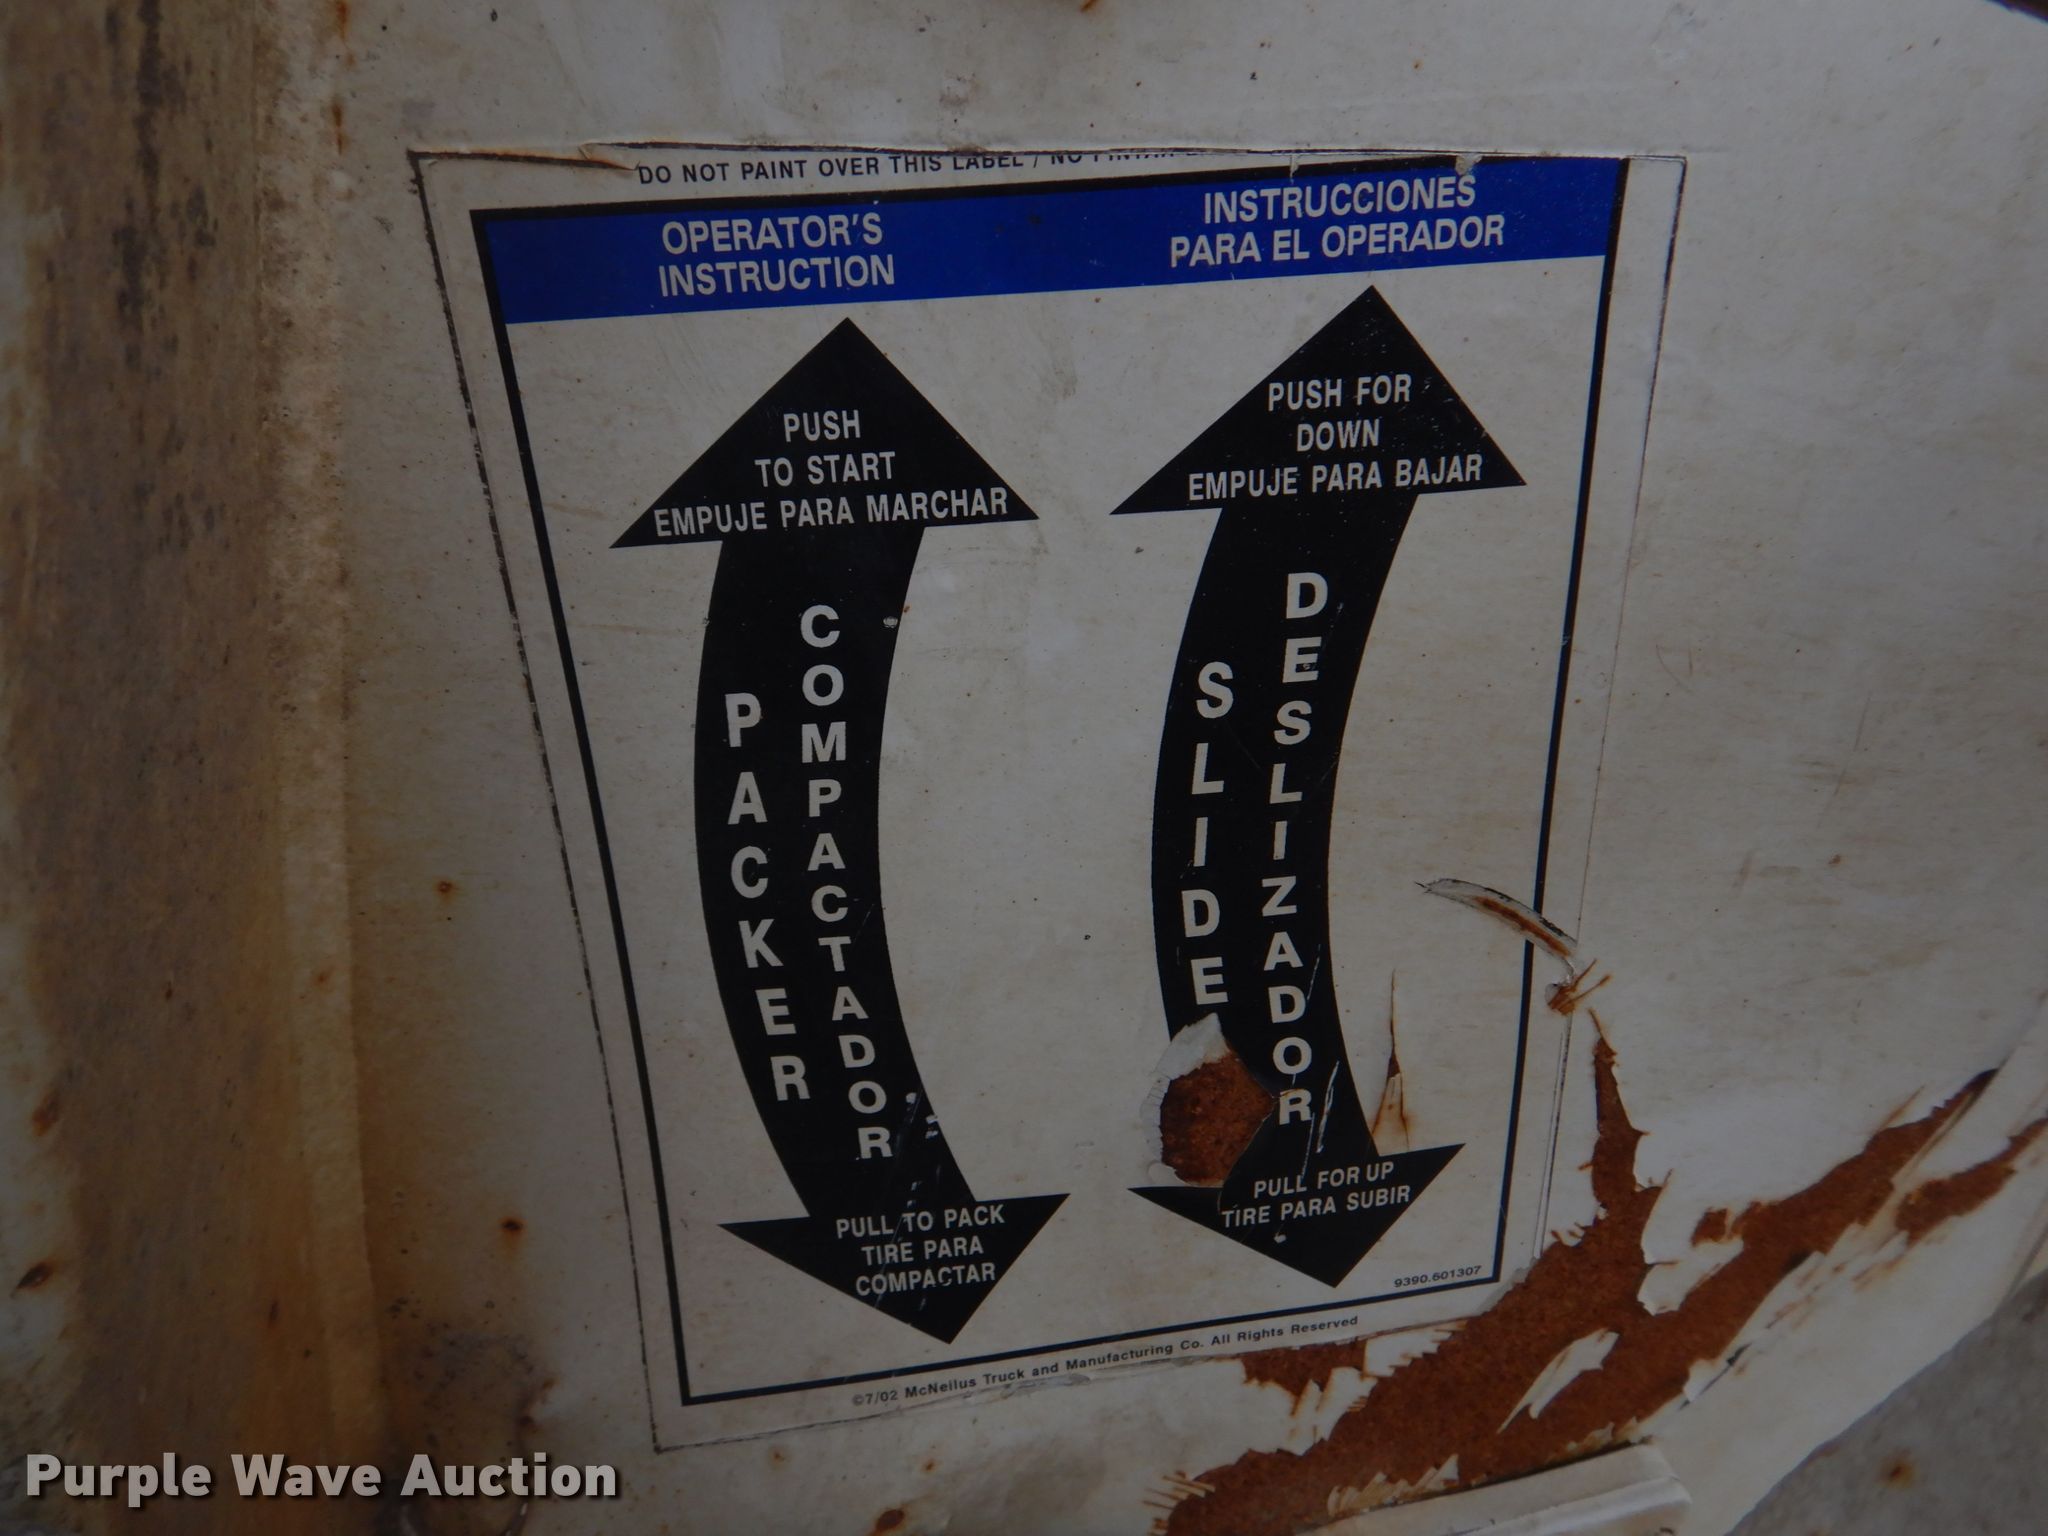 DO NOT PAINT OVER THIS LABEL / NO PINTAR
OPERATOR'S
INSTRUCTION
INSTRUCCIONES
PARA EL OPERADOR
PUSH
TO START
EMPUJE PARA MARCHAR
PACKER
COMPACTADOR
PULL TO PACK
TIRE PARA
COMPACTAR
PUSH FOR
DOWN
EMPUJE PARA BAJAR
SLIDE
DESLIZADOR
PULL FOR UP
TIRE PARA SUBIR
9390.601307
©7/02 McNeilus Truck and Manufacturing Co. All Rights Reserved
Purple Wave Auction